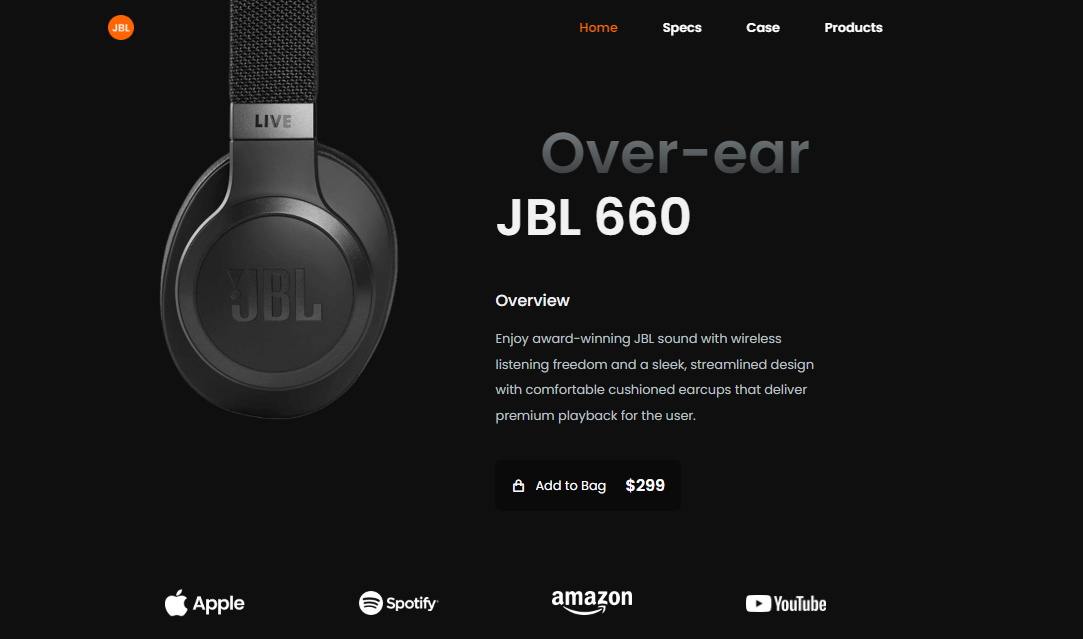 JBL
Home
Specs
Case
Products
LIVE
JBL
Over-ear
JBL 660
Overview
Enjoy award-winning JBL sound with wireless
listening freedom and a sleek, streamlined design
with comfortable cushioned earcups that deliver
premium playback for the user.
Add to Bag $299
Apple
Spotify
amazon
YouTube